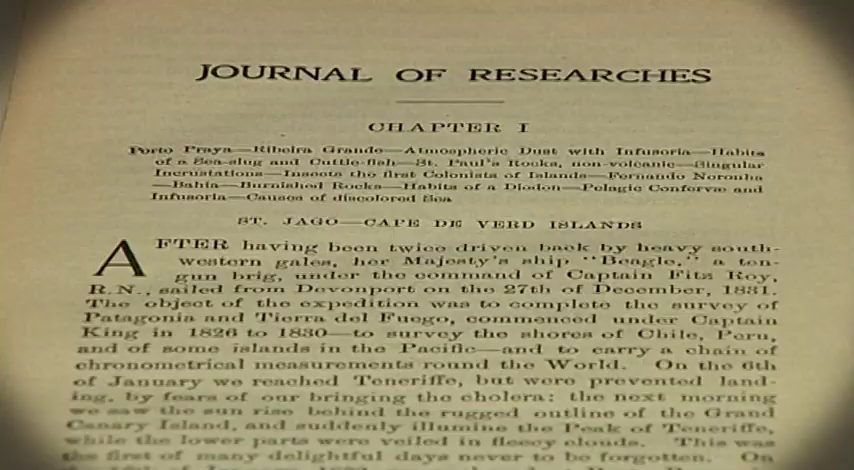 JOURNAL OF RESEARCHES
CHAPTER I
Porto Praya—Ribeira Grande—Atmospheric Dust with Infusoria—Habits
of a Sea-slug and Cuttle-fish—St. Paul's Rocks, non-volcanic—Singular
Incrustations—Insects the first Colonists of Islands—Fernando Noronha
—Bahia—Burnished Rocks—Habits of a Diodon—Pelagic Confervæ and
Infusoria—Causes of discolored Sea
ST. JAGO—CAPE DE VERD ISLANDS
AFTER having been twice driven back by heavy south-
western gales, her Majesty's ship "Beagle," a ten-
gun brig, under the command of Captain Fitz Roy,
R.N., sailed from Devonport on the 27th of December, 1831.
The object of the expedition was to complete the survey of
Patagonia and Tierra del Fuego, commenced under Captain
King in 1826 to 1830—to survey the shores of Chile, Peru,
and of some islands in the Pacific—and to carry a chain of
chronometrical measurements round the World. On the 6th
of January we reached Teneriffe, but were prevented land-
ing, by fears of our bringing the cholera: the next morning
we saw the sun rise behind the rugged outline of the Grand
Canary Island, and suddenly illumine the Peak of Teneriffe,
while the lower parts were veiled in fleecy clouds. This was
the first of many delightful days never to be forgotten. On